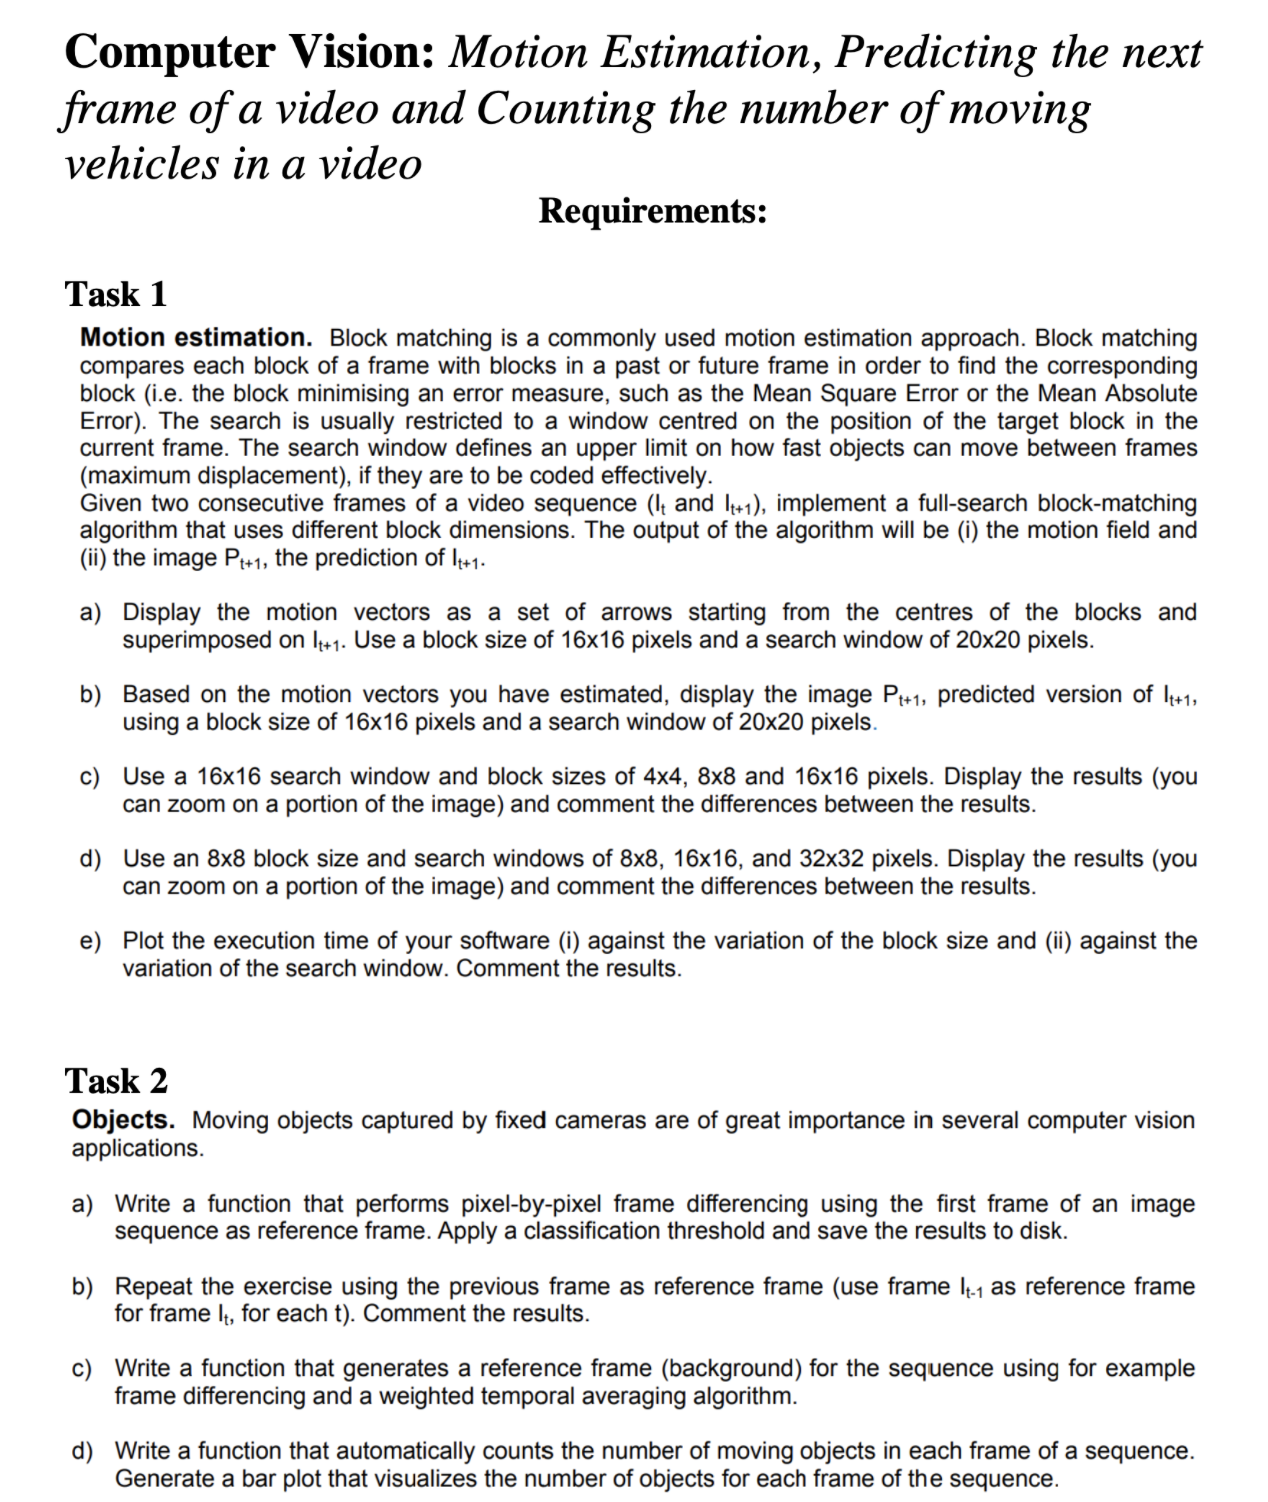 Computer Vision: Motion Estimation, Predicting the next
frame of a video and Counting the number of moving
vehicles in a video
Requirements:
Task 1
Motion estimation. Block matching is a commonly used motion estimation approach. Block matching
compares each block of a frame with blocks in a past or future frame in order to find the corresponding
block (i.e. the block minimising an error measure, such as the Mean Square Error or the Mean Absolute
Error). The search is usually restricted to a window centred on the position of the target block in the
current frame. The search window defines an upper limit on how fast objects can move between frames
(maximum displacement), if they are to be coded effectively.
Given two consecutive frames of a video sequence (Iₜ and Iₜ₊₁), implement a full-search block-matching
algorithm that uses different block dimensions. The output of the algorithm will be (i) the motion field and
(ii) the image Pₜ₊₁, the prediction of Iₜ₊₁.
a) Display the motion vectors as a set of arrows starting from the centres of the blocks and
superimposed on Iₜ₊₁. Use a block size of 16x16 pixels and a search window of 20x20 pixels.
b) Based on the motion vectors you have estimated, display the image Pₜ₊₁, predicted version of Iₜ₊₁,
using a block size of 16x16 pixels and a search window of 20x20 pixels.
c) Use a 16x16 search window and block sizes of 4x4, 8x8 and 16x16 pixels. Display the results (you
can zoom on a portion of the image) and comment the differences between the results.
d) Use an 8x8 block size and search windows of 8x8, 16x16, and 32x32 pixels. Display the results (you
can zoom on a portion of the image) and comment the differences between the results.
e) Plot the execution time of your software (i) against the variation of the block size and (ii) against the
variation of the search window. Comment the results.
Task 2
Objects. Moving objects captured by fixed cameras are of great importance in several computer vision
applications.
a) Write a function that performs pixel-by-pixel frame differencing using the first frame of an image
sequence as reference frame. Apply a classification threshold and save the results to disk.
b) Repeat the exercise using the previous frame as reference frame (use frame Iₜ₋₁ as reference frame
for frame Iₜ, for each t). Comment the results.
c) Write a function that generates a reference frame (background) for the sequence using for example
frame differencing and a weighted temporal averaging algorithm.
d) Write a function that automatically counts the number of moving objects in each frame of a sequence.
Generate a bar plot that visualizes the number of objects for each frame of the sequence.